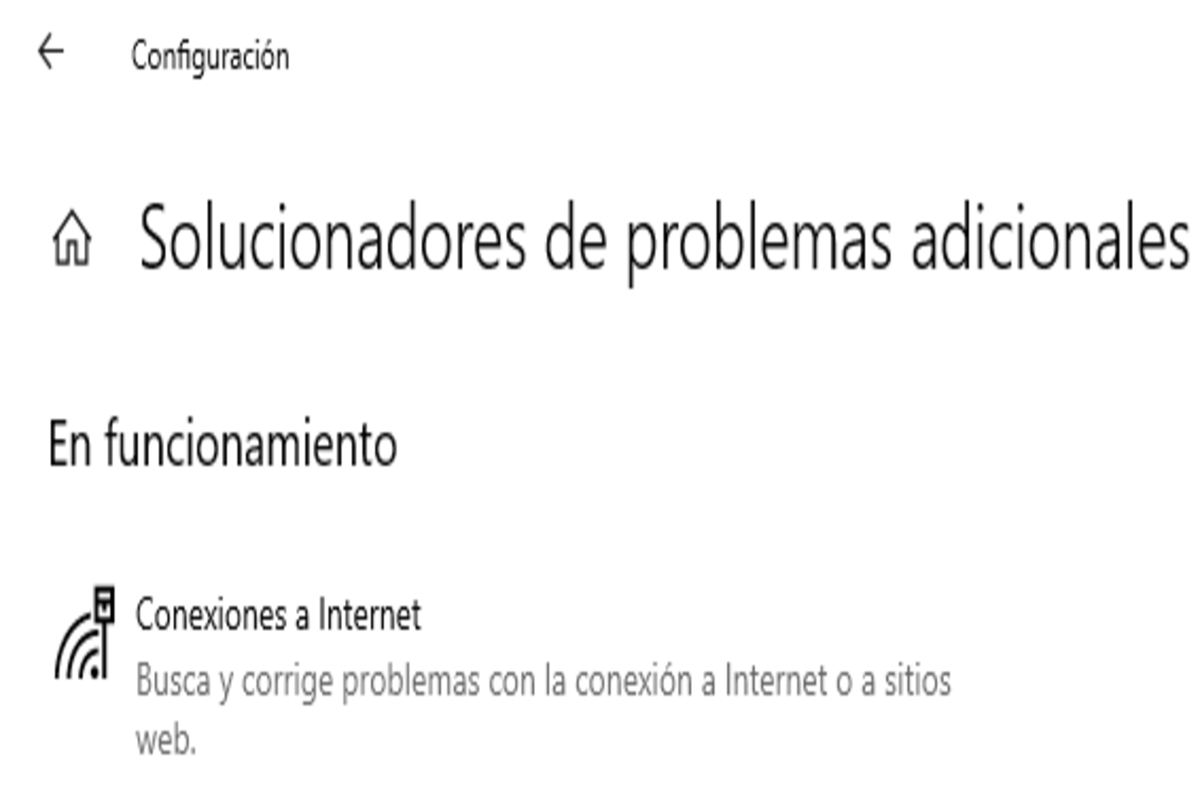 Configuración
Solucionadores de problemas adicionales
En funcionamiento
Conexiones a Internet
Busca y corrige problemas con la conexión a Internet o a sitios
web.